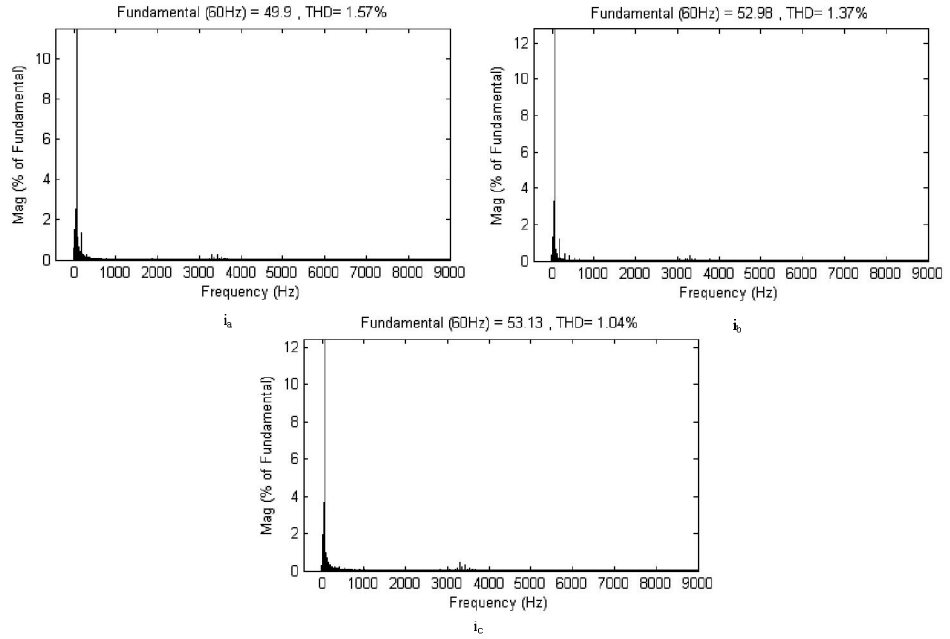 Fundamental (60Hz) = 49.9 , THD= 1.57%
Mag (% of Fundamental)
10
8
6
4
2
0
0 1000 2000 3000 4000 5000 6000 7000 8000 9000
Frequency (Hz)
ia
Fundamental (60Hz) = 52.98 , THD= 1.37%
Mag (% of Fundamental)
12
10
8
6
4
2
0
0 1000 2000 3000 4000 5000 6000 7000 8000 9000
Frequency (Hz)
ib
Fundamental (60Hz) = 53.13 , THD= 1.04%
Mag (% of Fundamental)
12
10
8
6
4
2
0
0 1000 2000 3000 4000 5000 6000 7000 8000 9000
Frequency (Hz)
ic